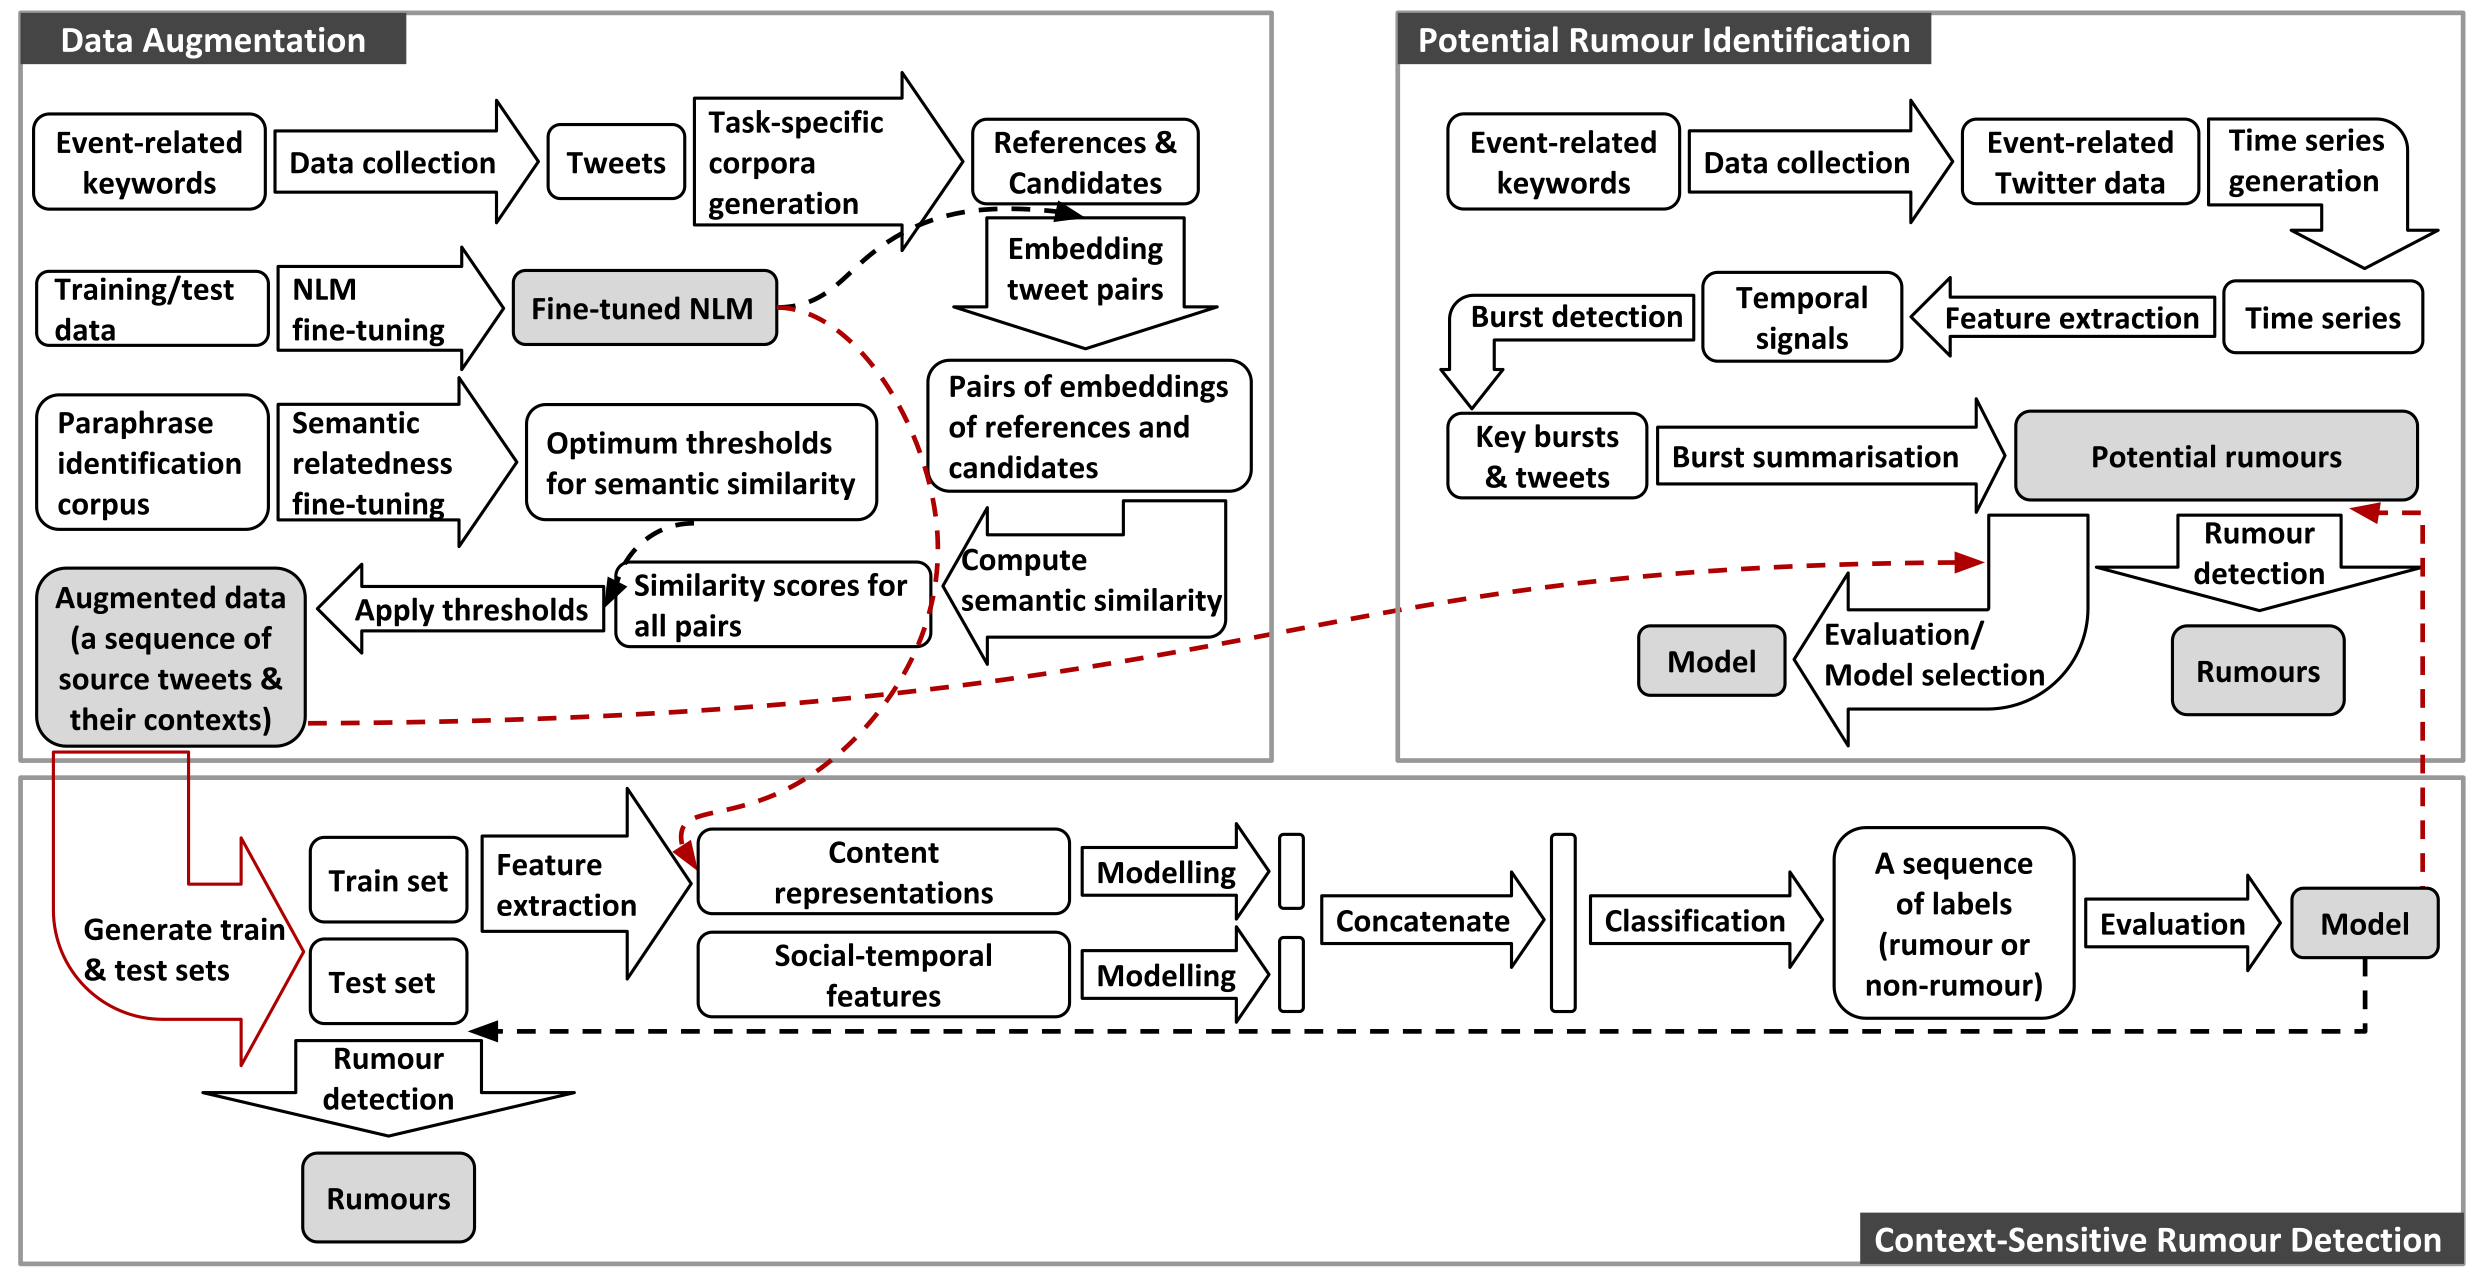 Data Augmentation
Event-related
keywords
Data collection
Tweets
Task-specific
corpora
generation
References &
Candidates
Training/test
data
NLM
fine-tuning
Fine-tuned NLM
Embedding
tweet pairs
Paraphrase
identification
corpus
Semantic
relatedness
fine-tuning
Optimum thresholds
for semantic similarity
Pairs of embeddings
of references and
candidates
Augmented data
(a sequence of
source tweets &
their contexts)
Apply thresholds
Similarity scores for
all pairs
Compute
semantic similarity
Potential Rumour Identification
Event-related
keywords
Data collection
Event-related
Twitter data
Time series
generation
Burst detection
Temporal
signals
Feature extraction
Time series
Key bursts
& tweets
Burst summarisation
Potential rumours
Rumour
detection
Evaluation/
Model selection
Model
Rumours
Generate train
& test sets
Train set
Test set
Feature
extraction
Content
representations
Social-temporal
features
Modelling
Modelling
Concatenate
Classification
A sequence
of labels
(rumour or
non-rumour)
Evaluation
Model
Rumour
detection
Rumours
Context-Sensitive Rumour Detection